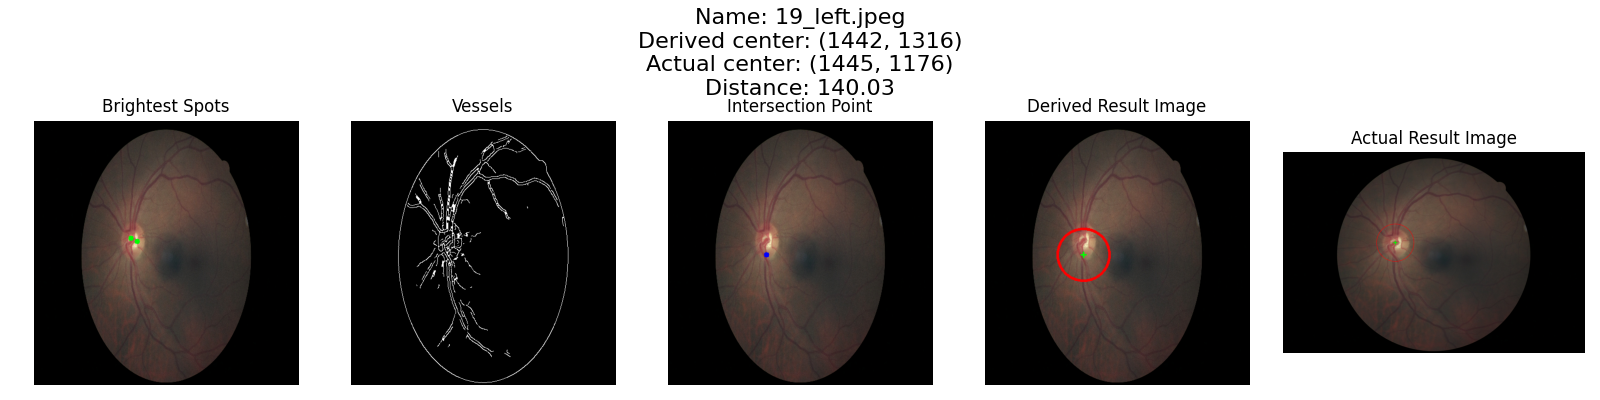 Name: 19_left.jpeg
Derived center: (1442, 1316)
Actual center: (1445, 1176)
Distance: 140.03
Brightest Spots
Vessels
Intersection Point
Derived Result Image
Actual Result Image